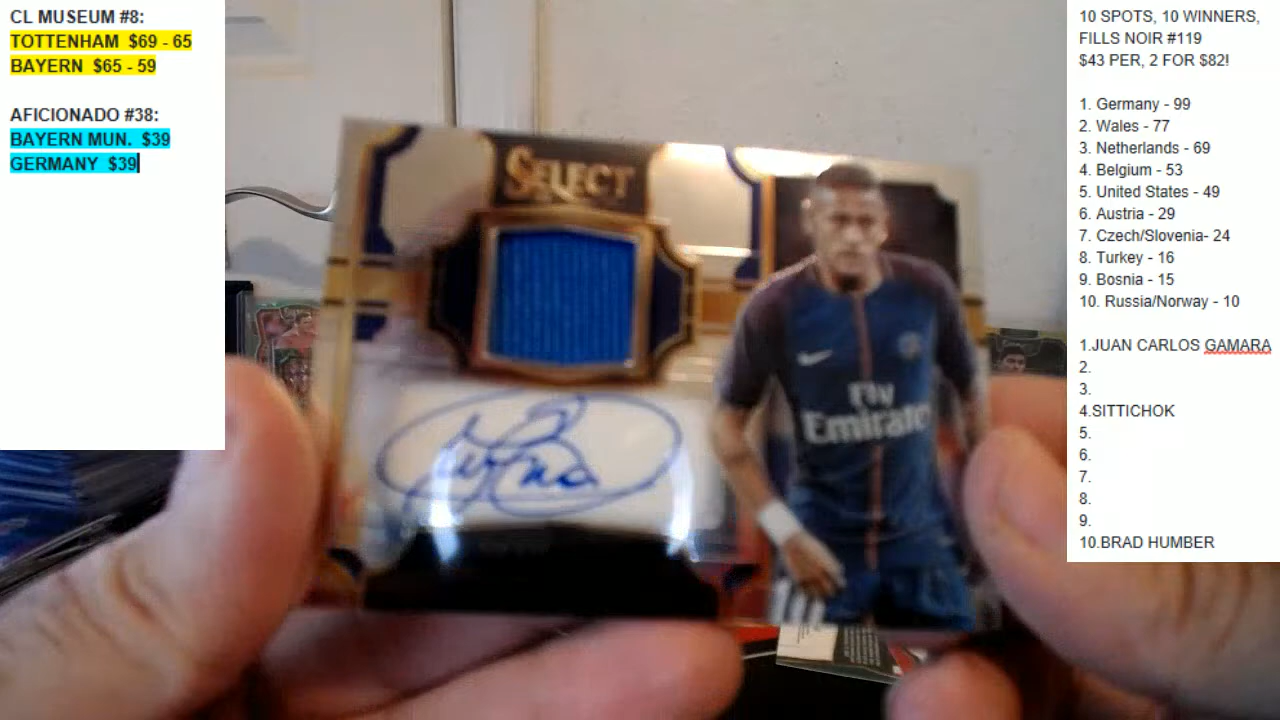 CL MUSEUM #8:
TOTTENHAM $69 - 65
BAYERN $65 - 59
AFICIONADO #38:
BAYERN MUN. $39
GERMANY $39
SELECT
Fly
Emirates
10 SPOTS, 10 WINNERS,
FILLS NOIR #119
$43 PER, 2 FOR $82!
1. Germany - 99
2. Wales - 77
3. Netherlands - 69
4. Belgium - 53
5. United States - 49
6. Austria - 29
7. Czech/Slovenia- 24
8. Turkey - 16
9. Bosnia - 15
10. Russia/Norway - 10
1.JUAN CARLOS GAMARA
2.
3.
4.SITTICHOK
5.
6.
7.
8.
9.
10.BRAD HUMBER